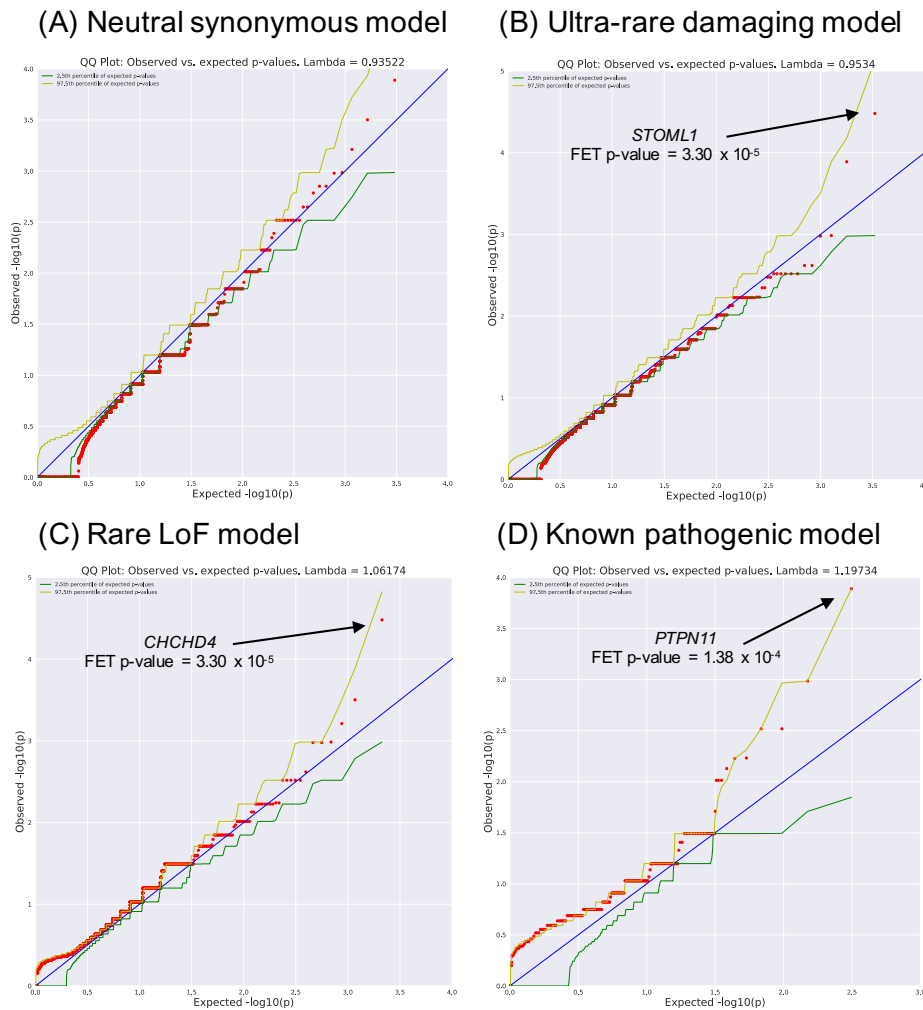 (A) Neutral synonymous model
QQ Plot: Observed vs. expected p-values. Lambda = 0.93522
2.5th percentile of expected p-values
97.5th percentile of expected p-values
4.0
3.5
3.0
2.5
2.0
1.5
1.0
0.5
0.0
Observed -log10(p)
0.0 0.5 1.0 1.5 2.0 2.5 3.0 3.5 4.0
Expected -log10(p)
(B) Ultra-rare damaging model
QQ Plot: Observed vs. expected p-values. Lambda = 0.9534
2.5th percentile of expected p-values
97.5th percentile of expected p-values
STOML1
FET p-value = 3.30 x 10-5
5
4
3
2
1
0
Observed -log10(p)
0.0 0.5 1.0 1.5 2.0 2.5 3.0 3.5 4.0
Expected -log10(p)
(C) Rare LoF model
QQ Plot: Observed vs. expected p-values. Lambda = 1.06174
2.5th percentile of expected p-values
97.5th percentile of expected p-values
CHCHD4
FET p-value = 3.30 x 10-5
5
4
3
2
1
0
Observed -log10(p)
0.0 0.5 1.0 1.5 2.0 2.5 3.0 3.5 4.0
Expected -log10(p)
(D) Known pathogenic model
QQ Plot: Observed vs. expected p-values. Lambda = 1.19734
2.5th percentile of expected p-values
97.5th percentile of expected p-values
PTPN11
FET p-value = 1.38 x 10-4
4.0
3.5
3.0
2.5
2.0
1.5
1.0
0.5
0.0
Observed -log10(p)
0.0 0.5 1.0 1.5 2.0 2.5 3.0
Expected -log10(p)